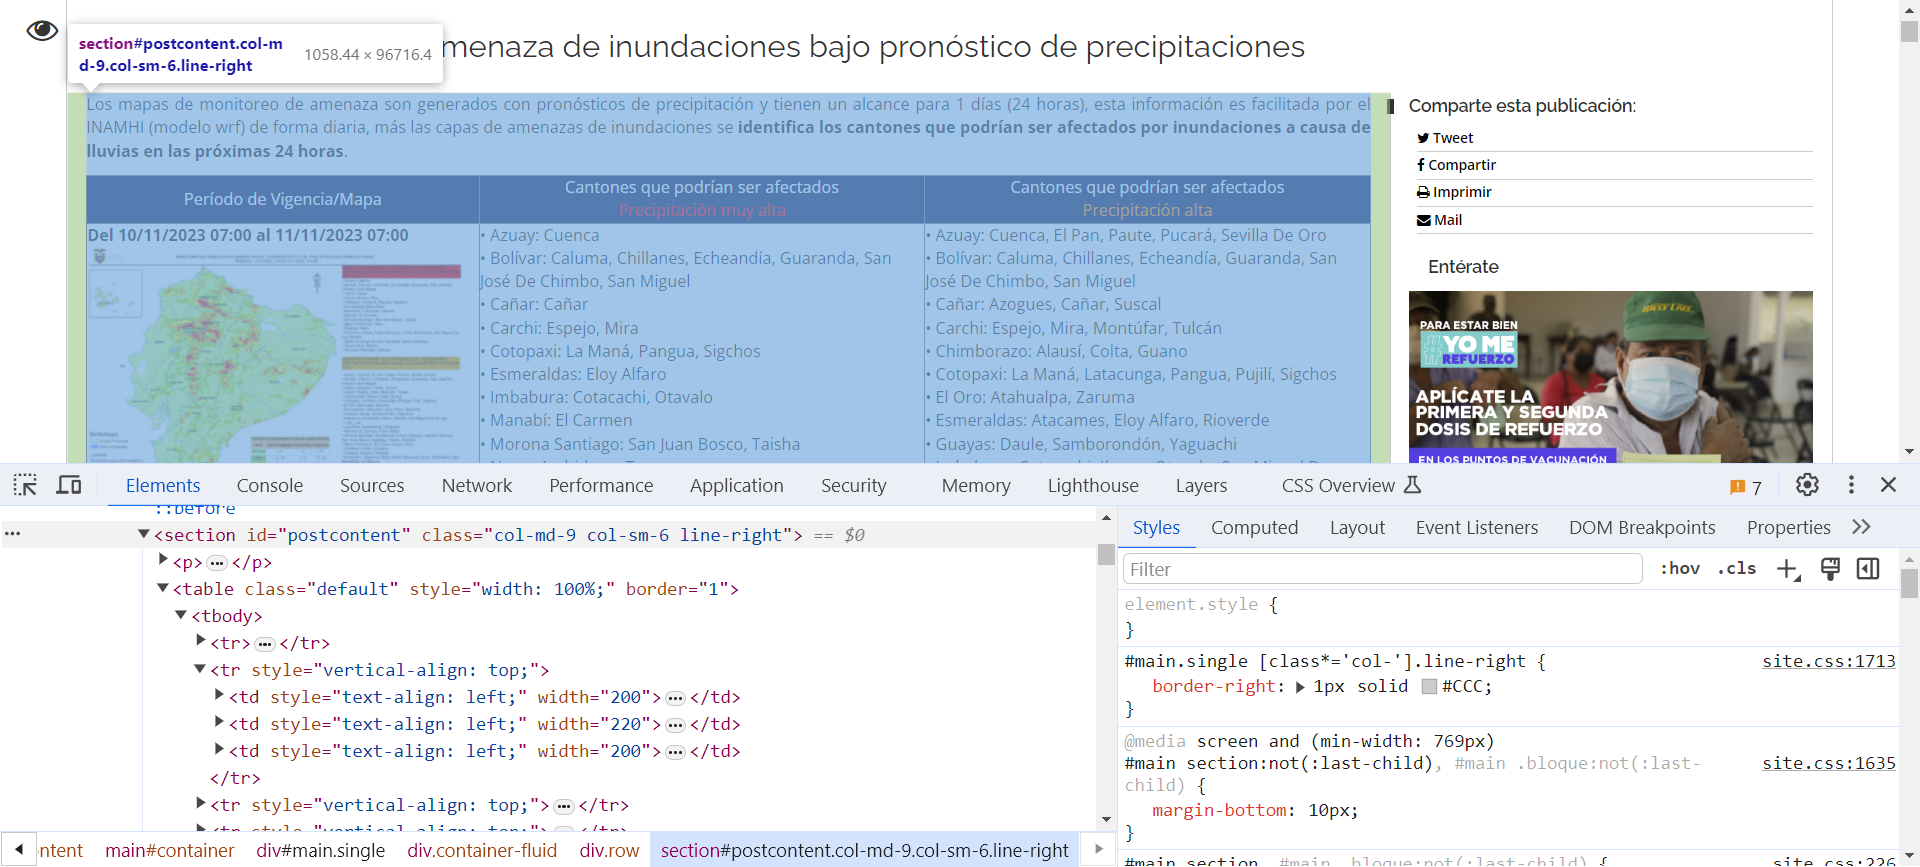 section#postcontent.col-m
d-9.col-sm-6.line-right
1058.44 × 96716.4
menaza de inundaciones bajo pronóstico de precipitaciones
Los mapas de monitoreo de amenaza son generados con pronósticos de precipitación y tienen un alcance para 1 días (24 horas), esta información es facilitada por el
INAMHI (modelo wrf) de forma diaria, más las capas de amenazas de inundaciones se identifica los cantones que podrían ser afectados por inundaciones a causa de
lluvias en las próximas 24 horas.
Período de Vigencia/Mapa
Cantones que podrían ser afectados
Precipitación muy alta
Cantones que podrían ser afectados
Precipitación alta
Del 10/11/2023 07:00 al 11/11/2023 07:00
• Azuay: Cuenca
• Bolívar: Caluma, Chillanes, Echeandía, Guaranda, San
José De Chimbo, San Miguel
• Cañar: Cañar
• Carchi: Espejo, Mira
• Cotopaxi: La Maná, Pangua, Sigchos
• Esmeraldas: Eloy Alfaro
• Imbabura: Cotacachi, Otavalo
• Manabí: El Carmen
• Morona Santiago: San Juan Bosco, Taisha
• Azuay: Cuenca, El Pan, Paute, Pucará, Sevilla De Oro
• Bolívar: Caluma, Chillanes, Echeandía, Guaranda, San
José De Chimbo, San Miguel
• Cañar: Azogues, Cañar, Suscal
• Carchi: Espejo, Mira, Montúfar, Tulcán
• Chimborazo: Alausí, Colta, Guano
• Cotopaxi: La Maná, Latacunga, Pangua, Pujilí, Sigchos
• El Oro: Atahualpa, Zaruma
• Esmeraldas: Atacames, Eloy Alfaro, Rioverde
• Guayas: Daule, Samborondón, Yaguachi
Comparte esta publicación:
Tweet
Compartir
Imprimir
Mail
Entérate
PARA ESTAR BIEN
#YO ME
REFUERZO
APLÍCATE LA
PRIMERA Y SEGUNDA
DOSIS DE REFUERZO
EN LOS PUNTOS DE VACUNACIÓN
Elements Console Sources Network Performance Application Security Memory Lighthouse Layers CSS Overview 7
::before
<section id="postcontent" class="col-md-9 col-sm-6 line-right"> == $0
<p> ••• </p>
<table class="default" style="width: 100%;" border="1">
<tbody>
<tr> ••• </tr>
<tr style="vertical-align: top;">
<td style="text-align: left;" width="200"> ••• </td>
<td style="text-align: left;" width="220"> ••• </td>
<td style="text-align: left;" width="200"> ••• </td>
</tr>
<tr style="vertical-align: top;"> ••• </tr>
<tr style="vertical-align: top;"> ••• </tr>
ntent main#container div#main.single div.container-fluid div.row section#postcontent.col-md-9.col-sm-6.line-right
Styles Computed Layout Event Listeners DOM Breakpoints Properties
Filter
:hov .cls
element.style {
}
#main.single [class*='col-'].line-right {
site.css:1713
border-right: 1px solid #CCC;
}
@media screen and (min-width: 769px)
#main section:not(:last-child), #main .bloque:not(:last-
site.css:1635
child) {
margin-bottom: 10px;
}
#main section, #main .bloque:not(:last-child) {
site.css:226